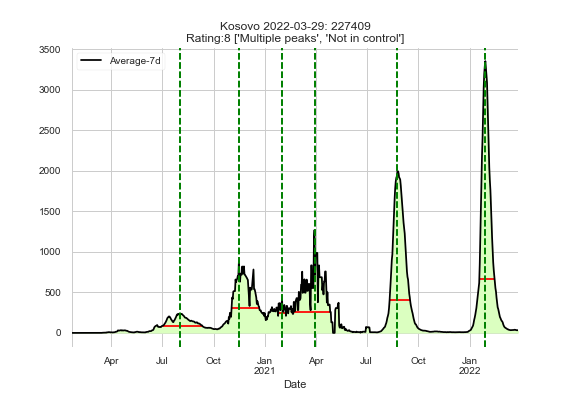 Kosovo 2022-03-29: 227409
Rating:8 ['Multiple peaks', 'Not in control']
Average-7d
3500
3000
2500
2000
1500
1000
500
0
Apr Jul Oct Jan Apr Jul Oct Jan
2021 2022
Date